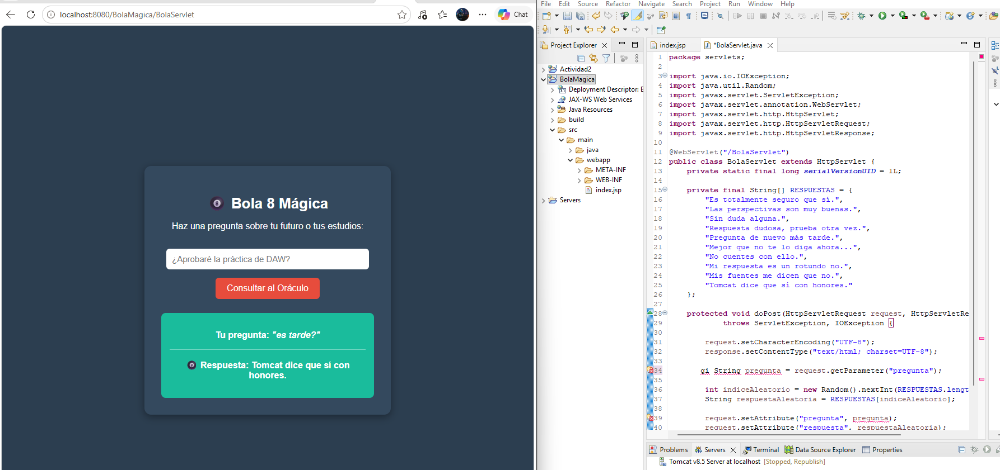 localhost:8080/BolaMagica/BolaServlet
Chat
8 Bola 8 Mágica
Haz una pregunta sobre tu futuro o tus estudios:
¿Aprobaré la práctica de DAW?
Consultar al Oráculo
Tu pregunta: "es tarde?"
8 Respuesta: Tomcat dice que sí con
honores.
File Edit Source Refactor Navigate Search Project Run Window Help
Project Explorer
Actividad2
BolaMagica
Deployment Descriptor: B
JAX-WS Web Services
Java Resources
build
src
main
java
webapp
META-INF
WEB-INF
index.jsp
Servers
index.jsp *BolaServlet.java
1 package servlets;
2
3 import java.io.IOException;
4 import java.util.Random;
5 import javax.servlet.ServletException;
6 import javax.servlet.annotation.WebServlet;
7 import javax.servlet.http.HttpServlet;
8 import javax.servlet.http.HttpServletRequest;
9 import javax.servlet.http.HttpServletResponse;
10
11 @WebServlet("/BolaServlet")
12 public class BolaServlet extends HttpServlet {
13 private static final long serialVersionUID = 1L;
14
15 private final String[] RESPUESTAS = {
16 "Es totalmente seguro que sí.",
17 "Las perspectivas son muy buenas.",
18 "Sin duda alguna.",
19 "Respuesta dudosa, prueba otra vez.",
20 "Pregunta de nuevo más tarde.",
21 "Mejor que no te lo diga ahora...",
22 "No cuentes con ello.",
23 "Mi respuesta es un rotundo no.",
24 "Mis fuentes me dicen que no.",
25 "Tomcat dice que sí con honores."
26 };
27
28 protected void doPost(HttpServletRequest request, HttpServletRe
29 throws ServletException, IOException {
30
31 request.setCharacterEncoding("UTF-8");
32 response.setContentType("text/html; charset=UTF-8");
33
34 gi String pregunta = request.getParameter("pregunta");
35
36 int indiceAleatorio = new Random().nextInt(RESPUESTAS.lengt
37 String respuestaAleatoria = RESPUESTAS[indiceAleatorio];
38
39 request.setAttribute("pregunta", pregunta);
40 request.setAttribute("respuesta", respuestaAleatoria);
Problems Servers Terminal Data Source Explorer Properties
Tomcat v8.5 Server at localhost [Stopped, Republish]